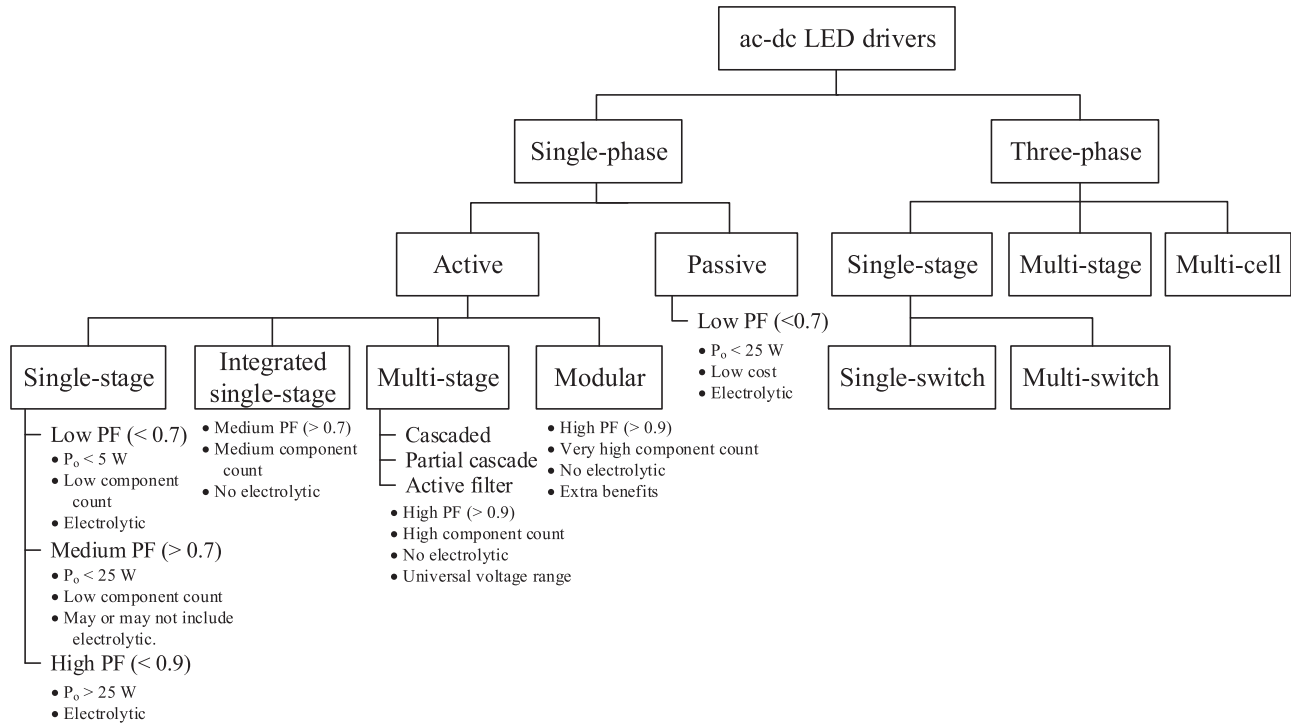 ac-dc LED drivers
Single-phase
Three-phase
Active
Passive
Single-stage
Multi-stage
Multi-cell
Low PF (<0.7)
• Po < 25 W
• Low cost
• Electrolytic
Single-switch
Multi-switch
Single-stage
Integrated
single-stage
Multi-stage
Modular
Low PF (< 0.7)
• Po < 5 W
• Low component
count
• Electrolytic
Medium PF (> 0.7)
• Po < 25 W
• Low component count
• May or may not include
electrolytic.
High PF (< 0.9)
• Po > 25 W
• Electrolytic
• Medium PF (> 0.7)
• Medium component
count
• No electrolytic
Cascaded
Partial cascade
Active filter
• High PF (> 0.9)
• High component count
• No electrolytic
• Universal voltage range
• High PF (> 0.9)
• Very high component count
• No electrolytic
• Extra benefits